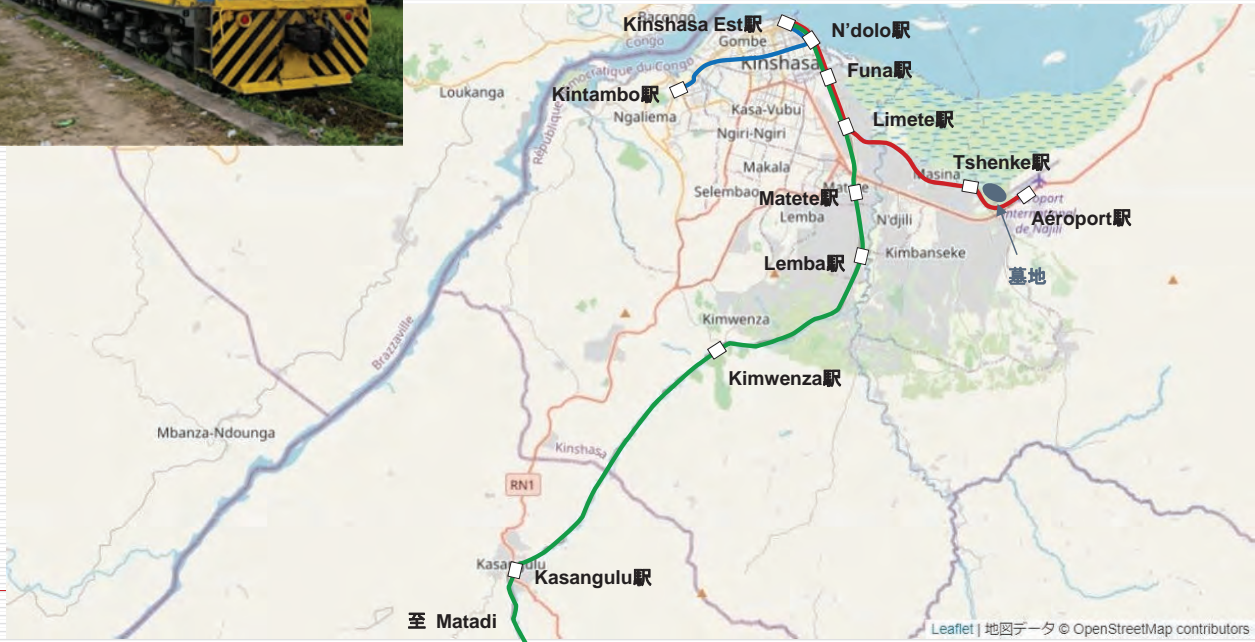 Bacongo
Kinshasa Est駅
N'dolo駅
Congo
Gombe
Kinshasa
Funa駅
Loukanga
Kintambo駅
Ngaliema
Kasa-Vubu
Limete駅
Ngiri-Ngiri
Makala
Tshenke駅
Masina
Selembao
Matete駅
Lemba
N'djili
Aéroport駅
International
de Ndjili
Lemba駅
Kimbanseke
墓地
Kimwenza
Brazzaville
Kimwenza駅
Mbanza-Ndounga
Kinshasa
RN1
Kasangulu
Kasangulu駅
至 Matadi
Leaflet | 地図データ © OpenStreetMap contributors